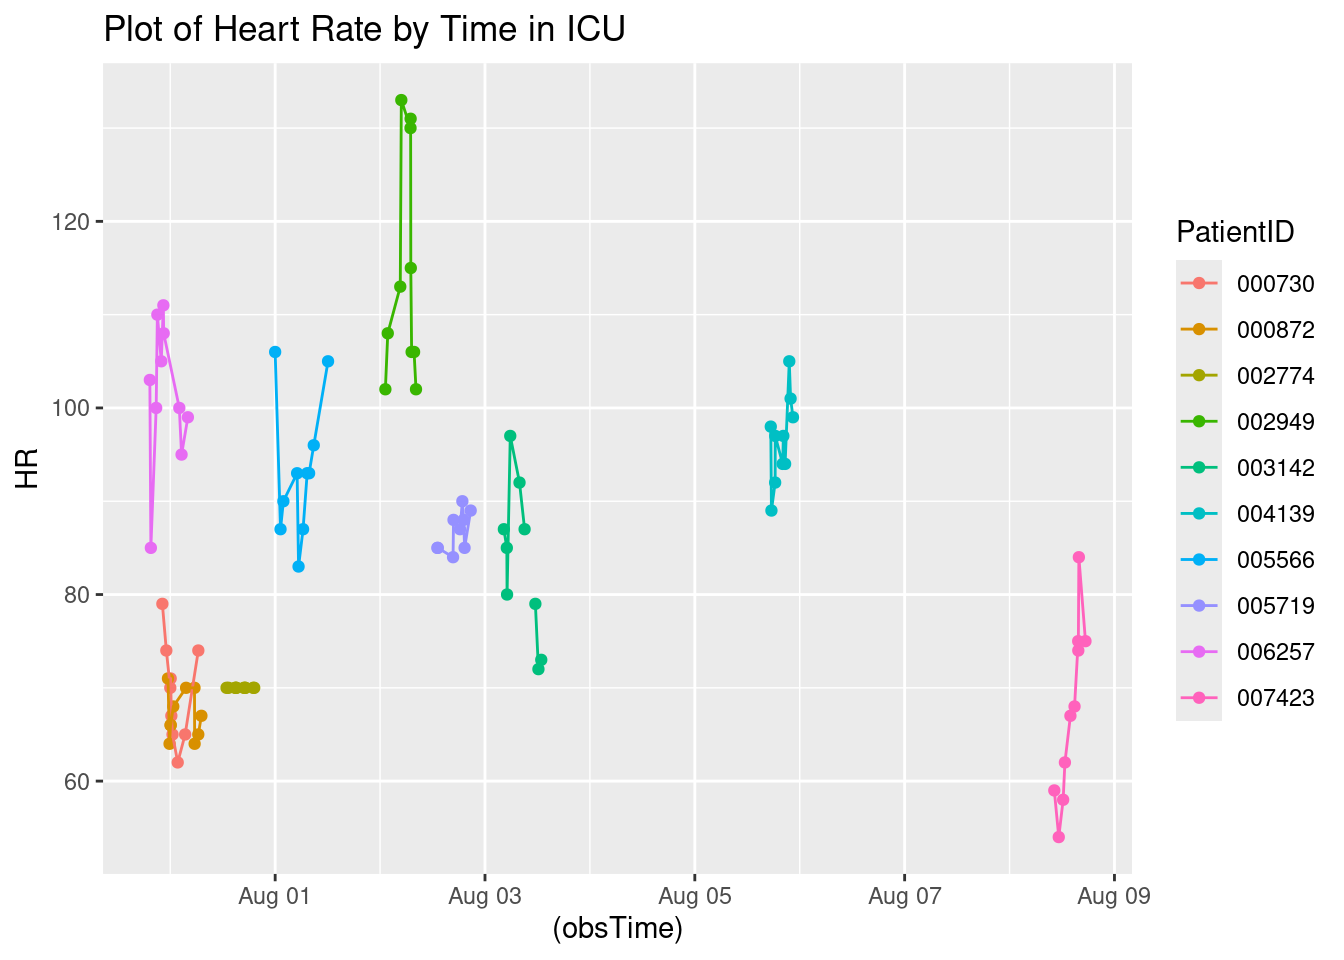 Plot of Heart Rate by Time in ICU
HR
120
100
80
60
Aug 01
Aug 03
Aug 05
Aug 07
Aug 09
(obsTime)
PatientID
000730
000872
002774
002949
003142
004139
005566
005719
006257
007423